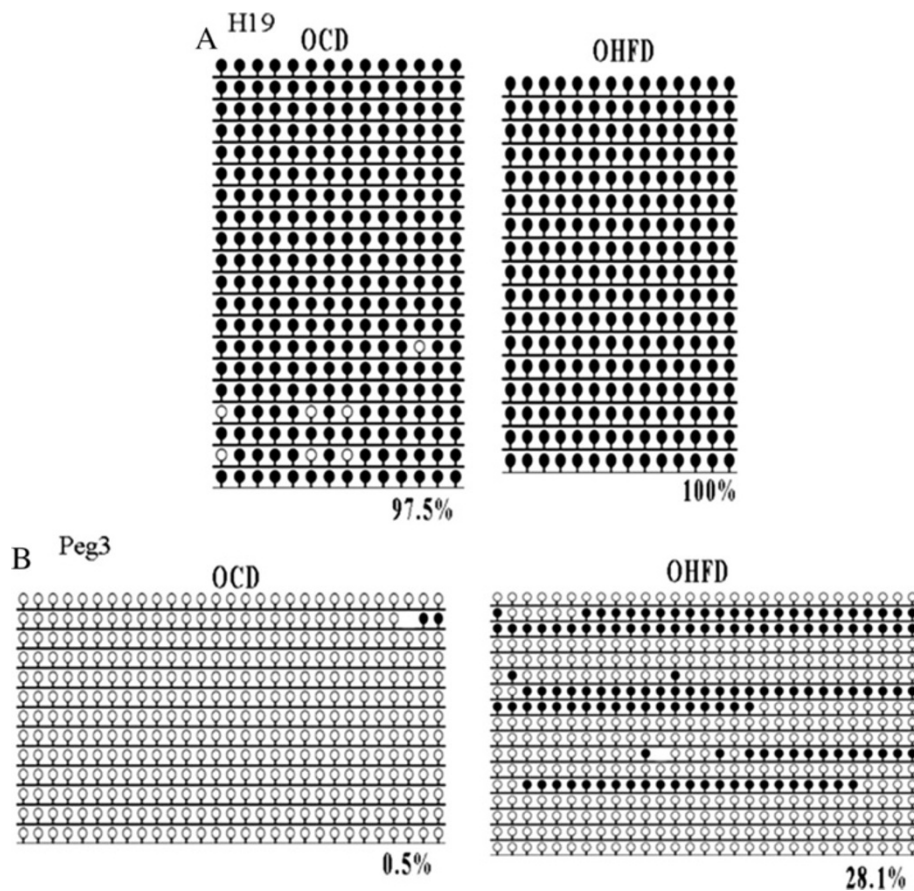 A H19
OCD
OHFD
97.5%
100%
B Peg3
OCD
OHFD
0.5%
28.1%